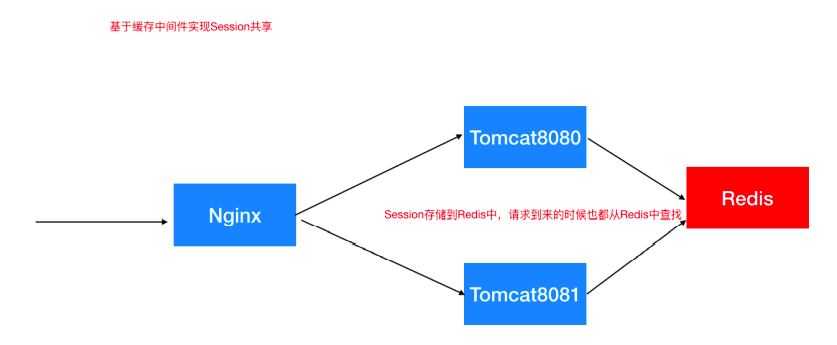 基于缓存中间件实现Session共享
Tomcat8080
Redis
Nginx
Session存储到Redis中，请求到来的时候也都从Redis中查找
Tomcat8081